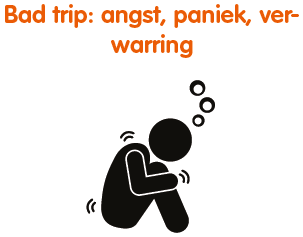 Bad trip: angst, paniek, ver-
warring